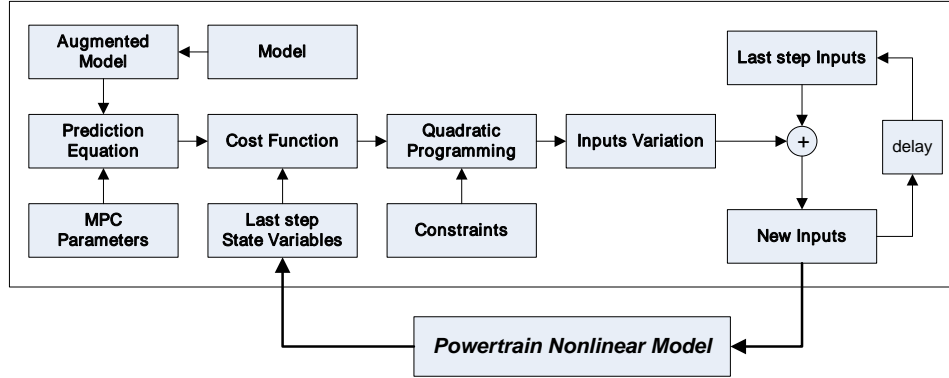 Augmented
Model
Model
Last step Inputs
Prediction
Equation
Cost Function
Quadratic
Programming
Inputs Variation
+
delay
MPC
Parameters
Last step
State Variables
Constraints
New Inputs
Powertrain Nonlinear Model